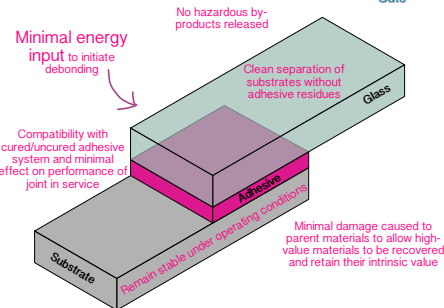 Gate
No hazardous by-
products released
Minimal energy
input to initiate
debonding
Clean separation of
substrates without
adhesive residues
Glass
Compatibility with
cured/uncured adhesive
system and minimal
effect on performance of
joint in service
Adhesive
Remain stable under operating conditions
Substrate
Minimal damage caused to
parent materials to allow high-
value materials to be recovered
and retain their intrinsic value